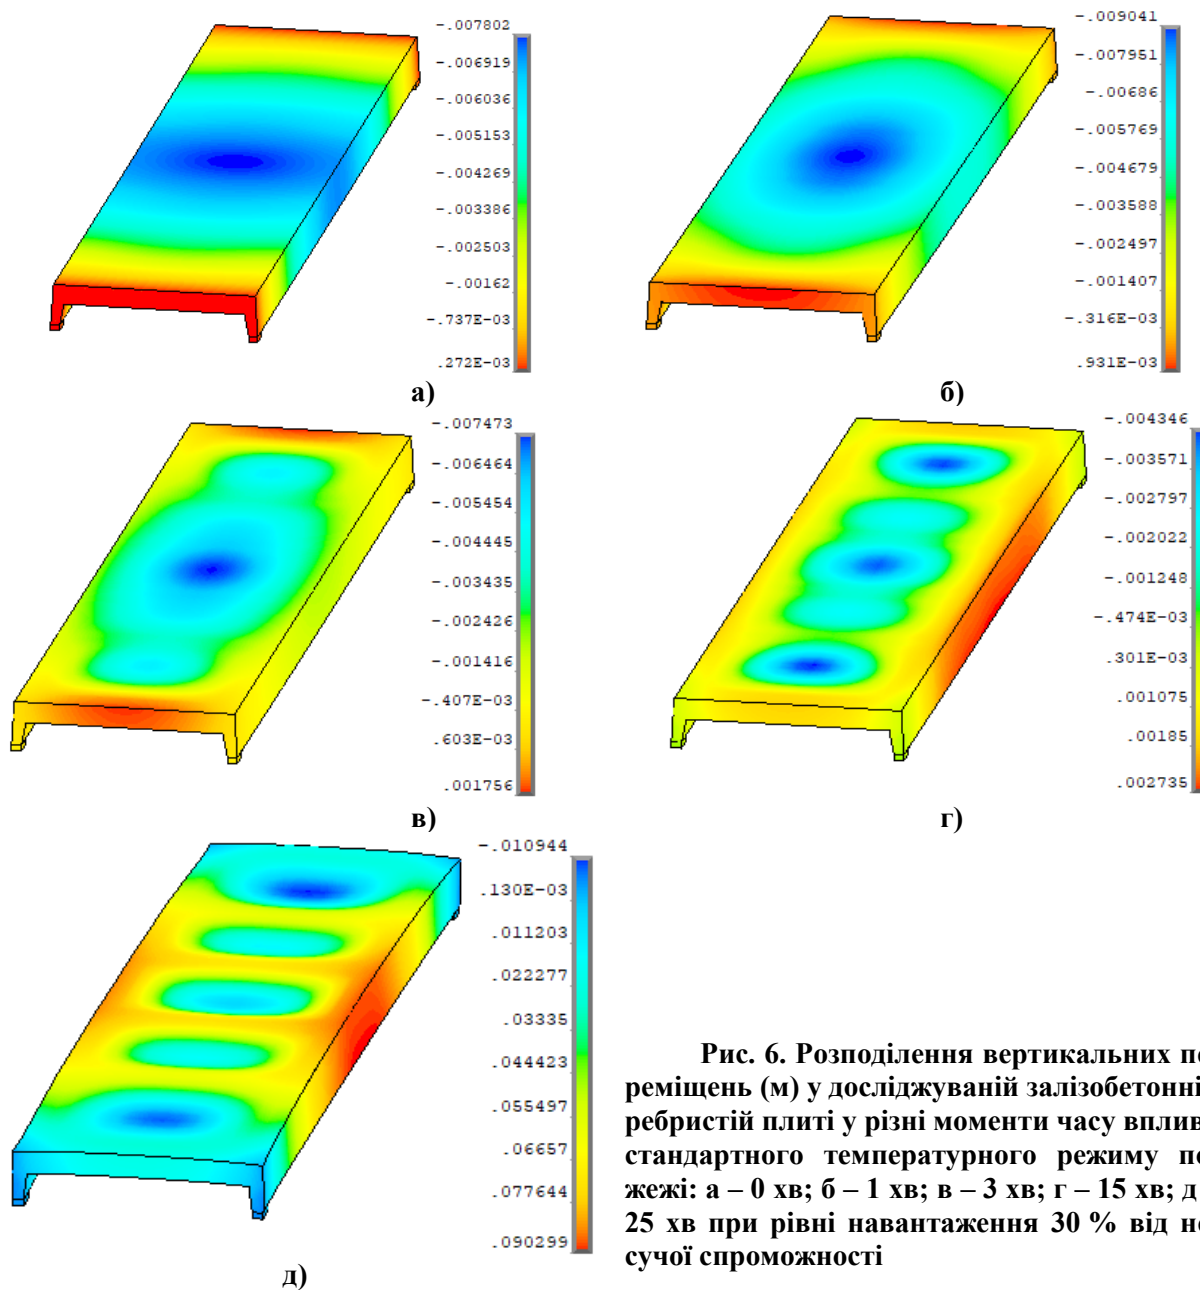 -.007802
-.006919
-.006036
-.005153
-.004269
-.003386
-.002503
-.00162
-.737E-03
.272E-03
а)
-.009041
-.007951
-.00686
-.005769
-.004679
-.003588
-.002497
-.001407
-.316E-03
.931E-03
б)
-.007473
-.006464
-.005454
-.004445
-.003435
-.002426
-.001416
-.407E-03
.603E-03
.001756
в)
-.004346
-.003571
-.002797
-.002022
-.001248
-.474E-03
.301E-03
.001075
.00185
.002735
г)
-.010944
.130E-03
.011203
.022277
.03335
.04423
.055497
.06657
.077644
.090299
д)
Рис. 6. Розподілення вертикальних пе
реміщень (м) у досліджуваній залізобетонні
ребристій плиті у різні моменти часу вплив
стандартного температурного режиму по
жежі: а – 0 хв; б – 1 хв; в – 3 хв; г – 15 хв; д
25 хв при рівні навантаження 30 % від не
сучої спроможності